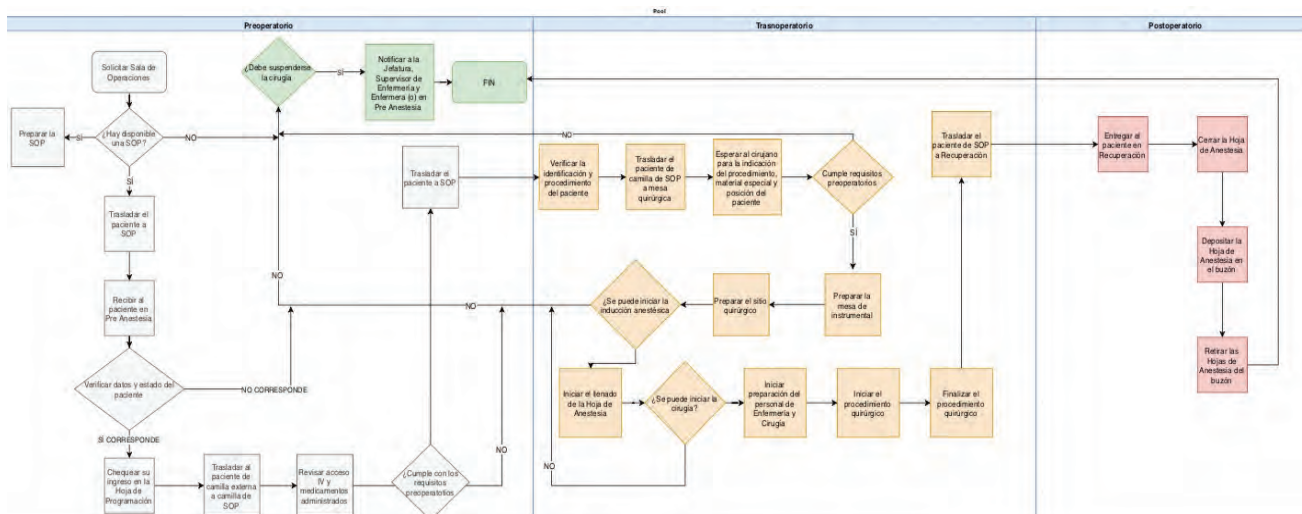 Pool
Preoperatorio
Trasnoperatorio
Postoperatorio
Solicitar Sala de
Operaciones
¿Hay disponible
una SOP?
SÍ
Preparar la
SOP
NO
SÍ
Trasladar el
paciente a
SOP
Recibir al
paciente en
Pre Anestesia
Verificar datos y estado del
paciente
NO CORRESPONDE
SÍ CORRESPONDE
Chequear su
ingreso en la
Hoja de
Programación
Trasladar al
paciente de
camilla externa
a camilla de
SOP
Revisar acceso
IV y
medicamentos
administrados
¿Cumple con los
requisitos
preoperatorios
NO
Trasladar el
paciente a SOP
¿Debe suspenderse
la cirugía
SÍ
Notificar a la
Jefatura,
Supervisor de
Enfermería y
Enfermera (o) en
Pre Anestesia
FIN
NO
NO
Verificar la
identificación y
procedimiento
del paciente
Trasladar el
paciente de
camilla de SOP
a mesa
quirúrgica
Esperar al cirujano
para la indicación del
procedimiento,
material especial y
posición del
paciente
Cumple requisitos
preoperatorios
NO
SÍ
Preparar la
mesa de
instrumental
Preparar el sitio
quirúrgico
¿Se puede iniciar la
inducción anestésica
Iniciar el llenado
de la Hoja de
Anestesia
¿Se puede iniciar la
cirugía?
NO
Iniciar
preparación del
personal de
Enfermería y
Cirugía
Iniciar el
procedimiento
quirúrgico
Finalizar el
procedimiento
quirúrgico
Trasladar el
paciente de SOP
a Recuperación
Entregar el
paciente en
Recuperación
Cerrar la Hoja
de Anestesia
Depositar la
Hoja de
Anestesia en
el buzón
Retirar las
Hojas de
Anestesia del
buzón